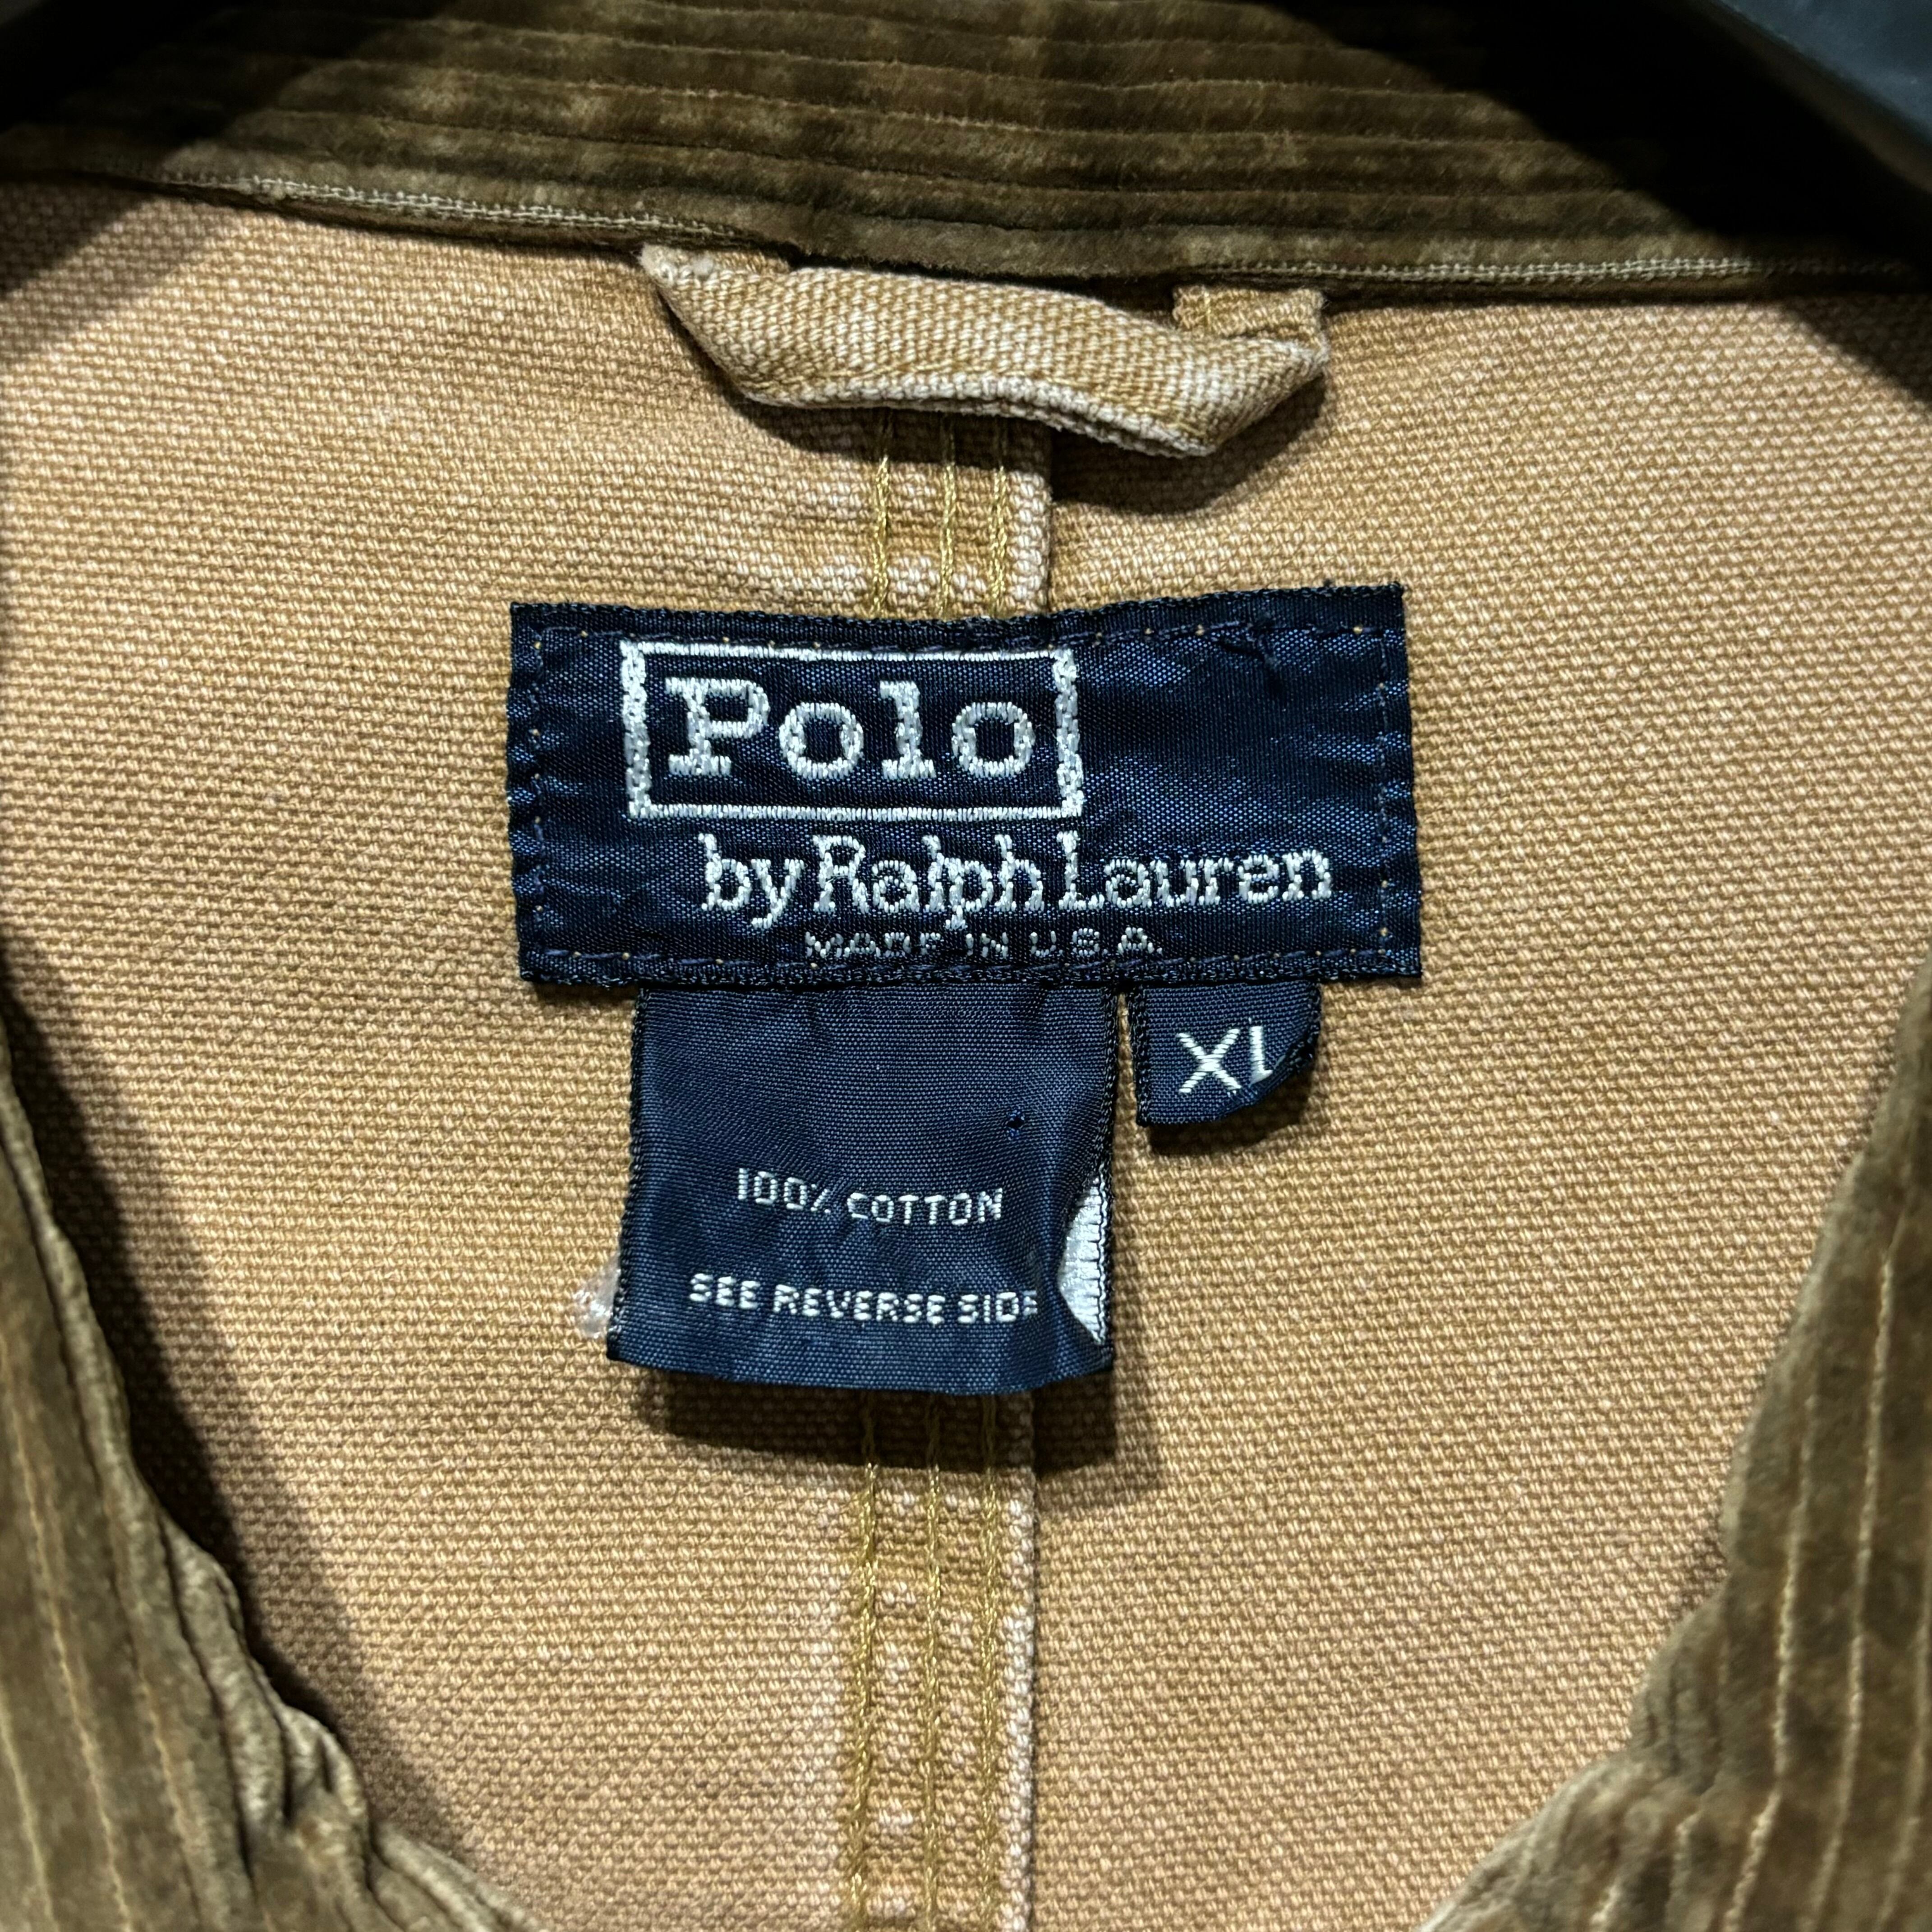 Polo
by Ralph Lauren
MADE IN U.S.A.
XL
100% COTTON
SEE REVERSE SIDE